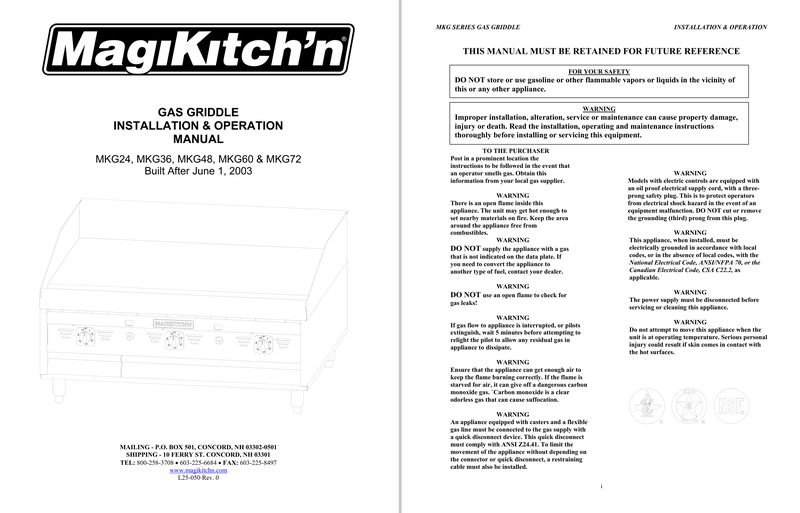 MagiKitch'n®
GAS GRIDDLE
INSTALLATION & OPERATION
MANUAL
MKG24, MKG36, MKG48, MKG60 & MKG72
Built After June 1, 2003
MAGIKITCH'N
MAILING - P.O. BOX 501, CONCORD, NH 03302-0501
SHIPPING - 10 FERRY ST. CONCORD, NH 03301
TEL: 800-258-3708 • 603-225-6684 • FAX: 603-225-8497
www.magikitchn.com
L25-050 Rev. 0
MKG SERIES GAS GRIDDLE
INSTALLATION & OPERATION
THIS MANUAL MUST BE RETAINED FOR FUTURE REFERENCE
FOR YOUR SAFETY
DO NOT store or use gasoline or other flammable vapors or liquids in the vicinity of
this or any other appliance.
WARNING
Improper installation, alteration, service or maintenance can cause property damage,
injury or death. Read the installation, operating and maintenance instructions
thoroughly before installing or servicing this equipment.
TO THE PURCHASER
Post in a prominent location the
instructions to be followed in the event that
an operator smells gas. Obtain this
information from your local gas supplier.
WARNING
There is an open flame inside this
appliance. The unit may get hot enough to
set nearby materials on fire. Keep the area
around the appliance free from
combustibles.
WARNING
DO NOT supply the appliance with a gas
that is not indicated on the data plate. If
you need to convert the appliance to
another type of fuel, contact your dealer.
WARNING
DO NOT use an open flame to check for
gas leaks!
WARNING
If gas flow to appliance is interrupted, or pilots
extinguish, wait 5 minutes before attempting to
relight the pilot to allow any residual gas in
appliance to dissipate.
WARNING
Ensure that the appliance can get enough air to
keep the flame burning correctly. If the flame is
starved for air, it can give off a dangerous carbon
monoxide gas. `Carbon monoxide is a clear
odorless gas that can cause suffocation.
WARNING
An appliance equipped with casters and a flexible
gas line must be connected to the gas supply with
a quick disconnect device. This quick disconnect
must comply with ANSI Z24.41. To limit the
movement of the appliance without depending on
the connector or quick disconnect, a restraining
cable must also be installed.
WARNING
Models with electric controls are equipped with
an oil proof electrical supply cord, with a three-
prong safety plug. This is to protect operators
from electrical shock hazard in the event of an
equipment malfunction. DO NOT cut or remove
the grounding (third) prong from this plug.
WARNING
This appliance, when installed, must be
electrically grounded in accordance with local
codes, or in the absence of local codes, with the
National Electrical Code, ANSI/NFPA 70, or the
Canadian Electrical Code, CSA C22.2, as
applicable.
WARNING
The power supply must be disconnected before
servicing or cleaning this appliance.
WARNING
Do not attempt to move this appliance when the
unit is at operating temperature. Serious personal
injury could result if skin comes in contact with
the hot surfaces.
NSF
i